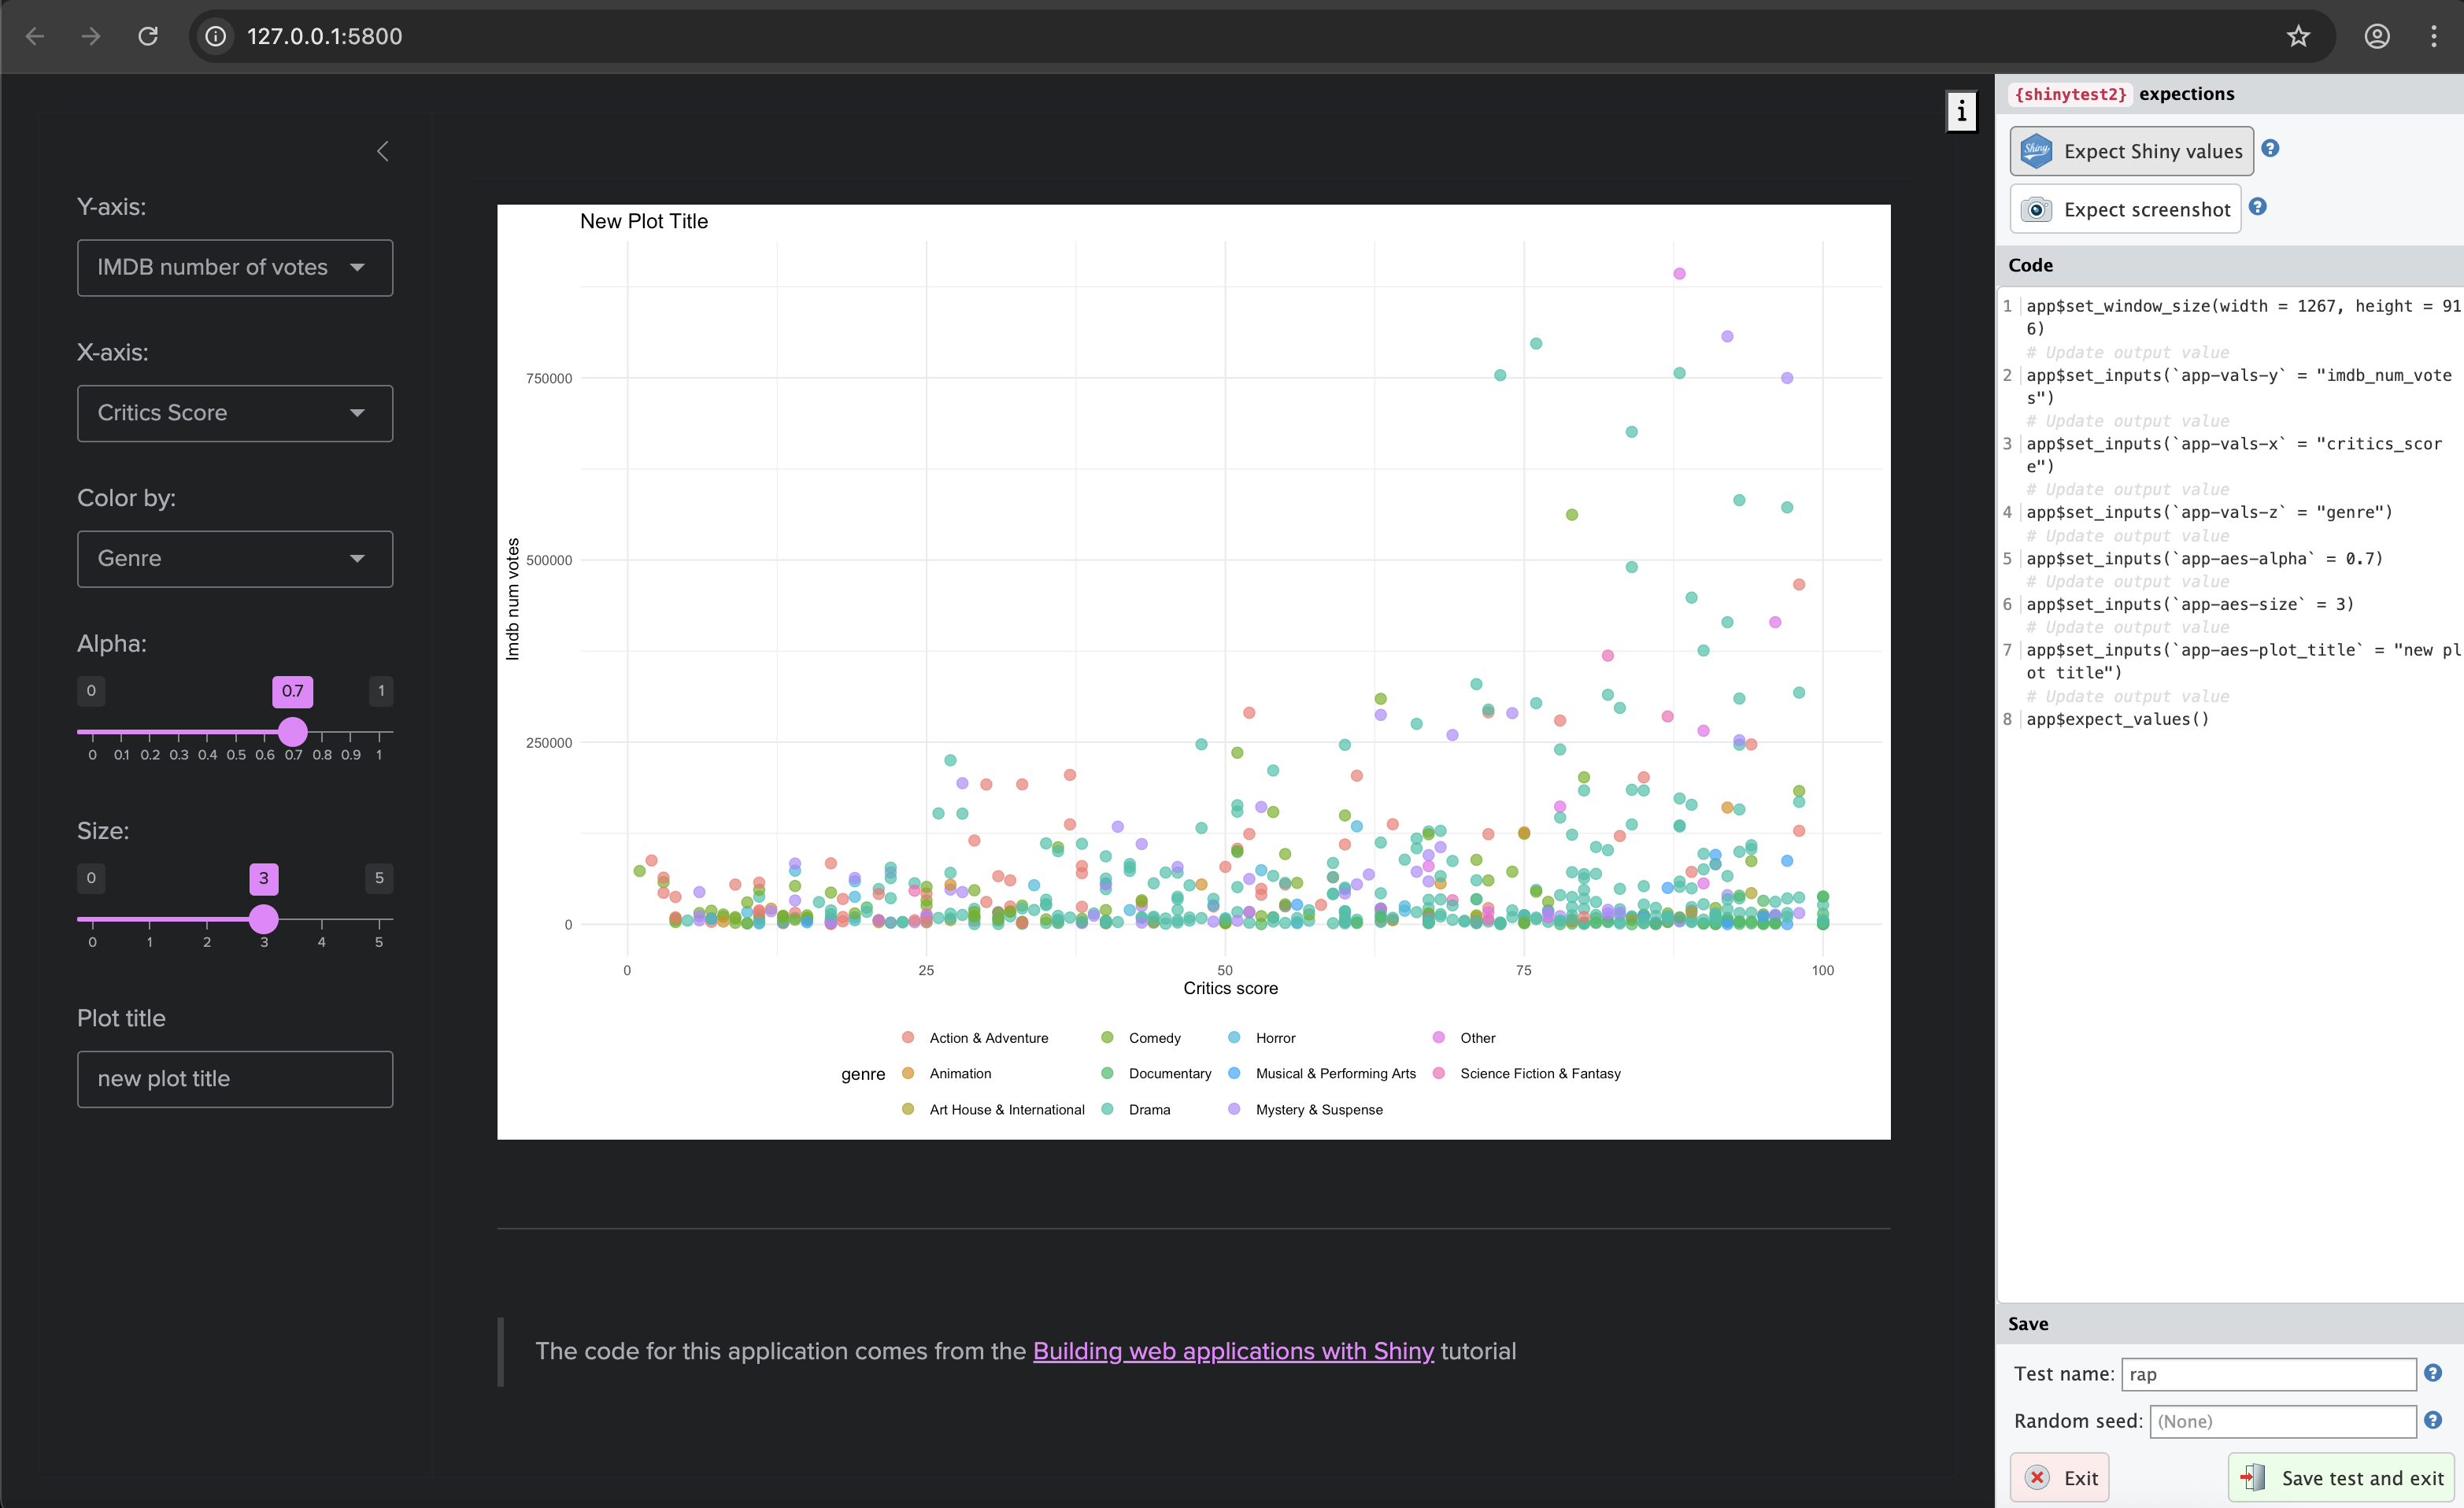 127.0.0.1:5800
i
Y-axis:
IMDB number of votes
X-axis:
Critics Score
Color by:
Genre
Alpha:
0 0.7 1
0 0.1 0.2 0.3 0.4 0.5 0.6 0.7 0.8 0.9 1
Size:
0 3 5
0 1 2 3 4 5
Plot title
new plot title
New Plot Title
Imdb num votes
750000
500000
250000
0
0 25 50 75 100
Critics score
genre
Action & Adventure
Animation
Art House & International
Comedy
Documentary
Drama
Horror
Musical & Performing Arts
Mystery & Suspense
Other
Science Fiction & Fantasy
The code for this application comes from the Building web applications with Shiny tutorial
{shinytest2} expections
Shiny Expect Shiny values ?
Expect screenshot ?
Code
1 app$set_window_size(width = 1267, height = 91
6)
# Update output value
2 app$set_inputs(`app-vals-y` = "imdb_num_vote
s")
# Update output value
3 app$set_inputs(`app-vals-x` = "critics_scor
e")
# Update output value
4 app$set_inputs(`app-vals-z` = "genre")
# Update output value
5 app$set_inputs(`app-aes-alpha` = 0.7)
# Update output value
6 app$set_inputs(`app-aes-size` = 3)
# Update output value
7 app$set_inputs(`app-aes-plot_title` = "new pl
ot title")
# Update output value
8 app$expect_values()
Save
Test name: rap ?
Random seed: (None) ?
Exit
Save test and exit